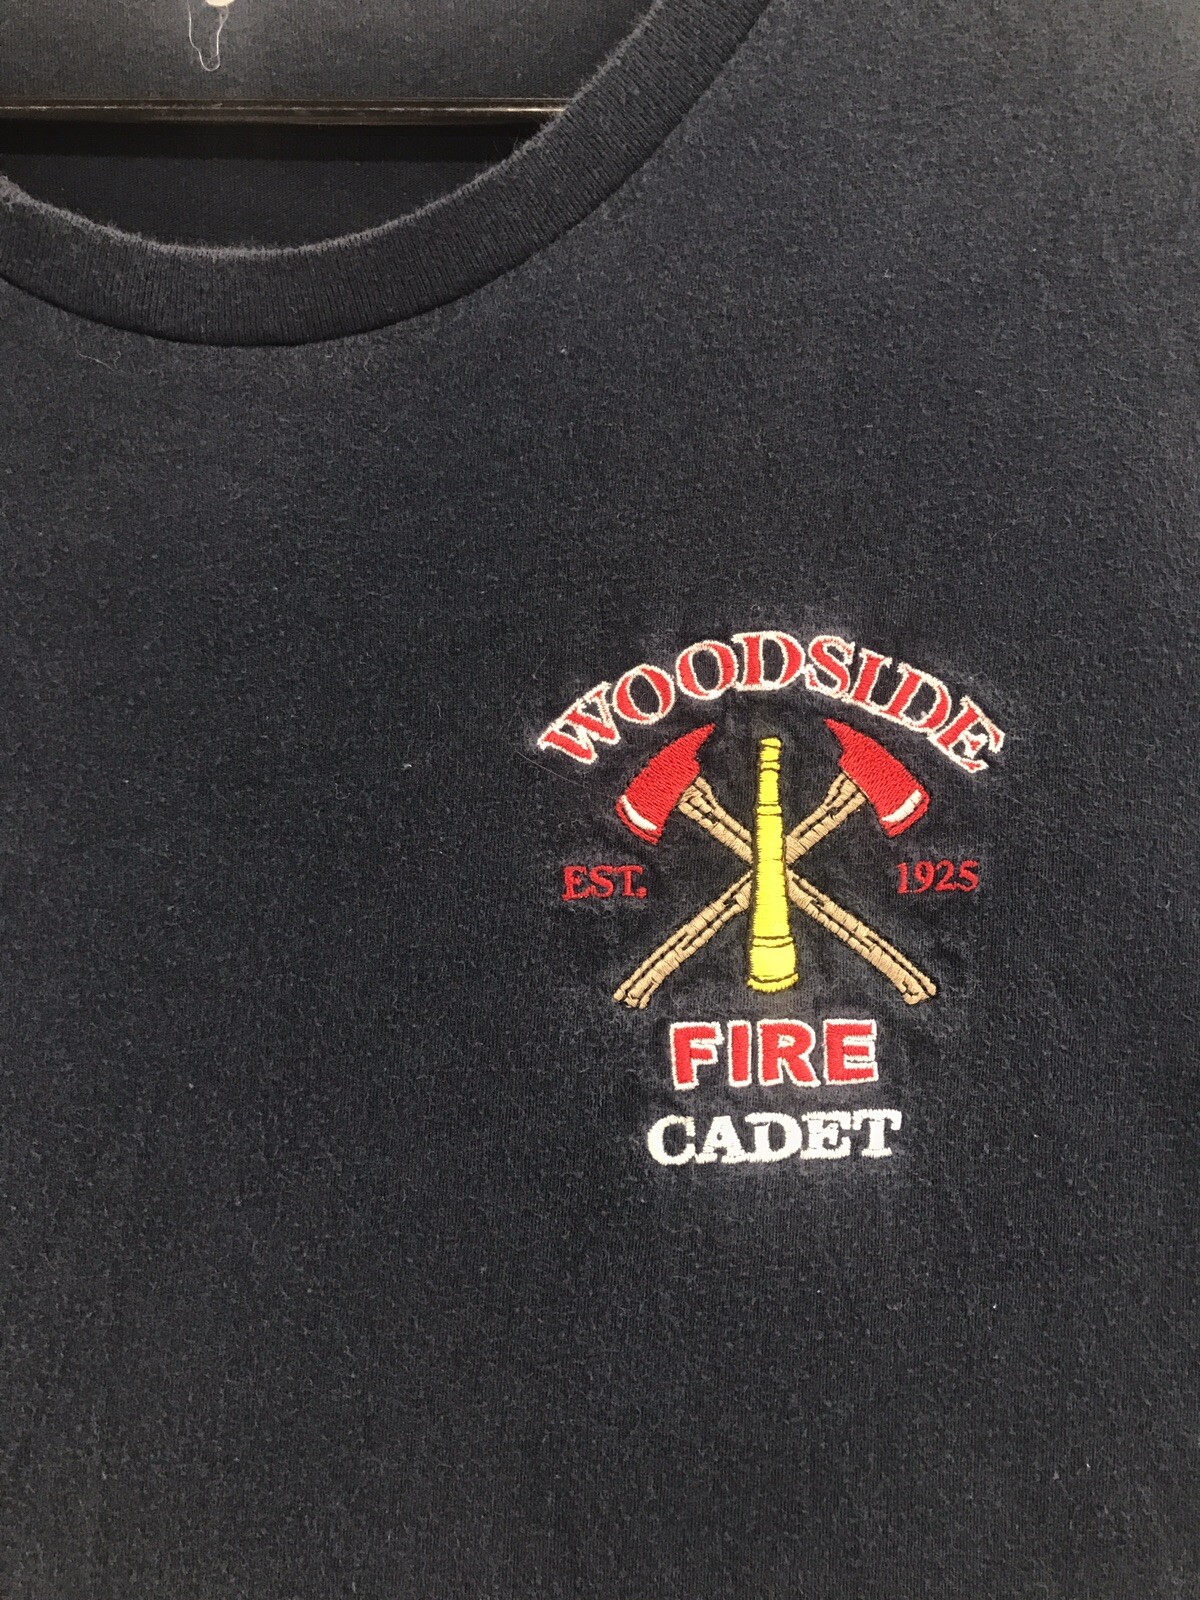 WOODSIDE
EST. 1925
FIRE
CADET